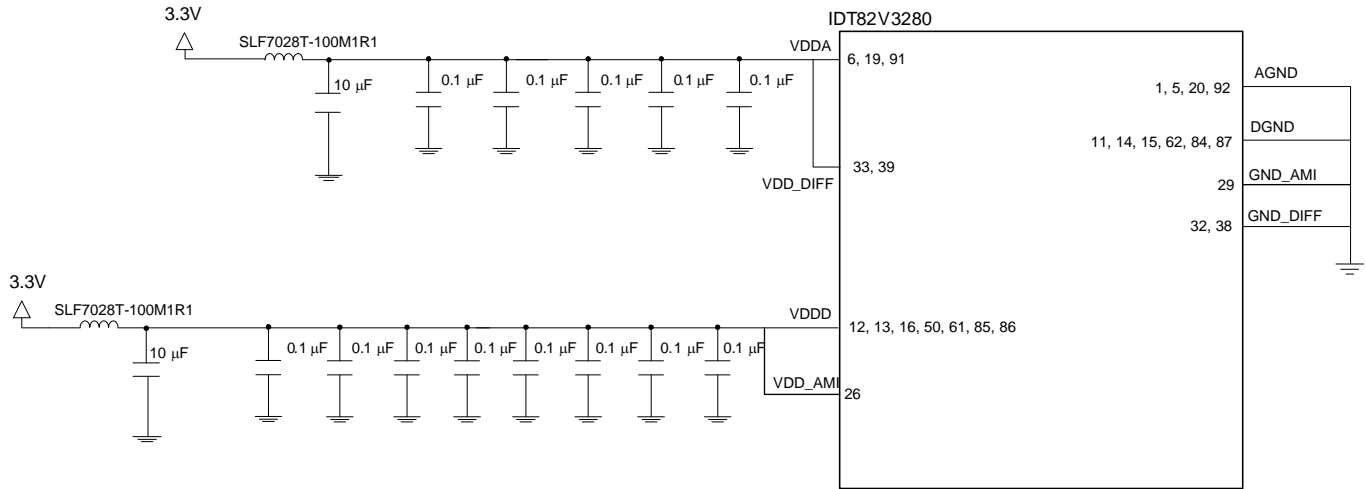 IDT82V3280
3.3V
SLF7028T-100M1R1
10 μF
0.1 μF
0.1 μF
0.1 μF
0.1 μF
0.1 μF
VDDA
6, 19, 91
VDD_DIFF
33, 39
1, 5, 20, 92
AGND
11, 14, 15, 62, 84, 87
DGND
29
GND_AMI
32, 38
GND_DIFF
3.3V
SLF7028T-100M1R1
10 μF
0.1 μF
0.1 μF
0.1 μF
0.1 μF
0.1 μF
0.1 μF
0.1 μF
0.1 μF
VDDD
12, 13, 16, 50, 61, 85, 86
VDD_AMI
26